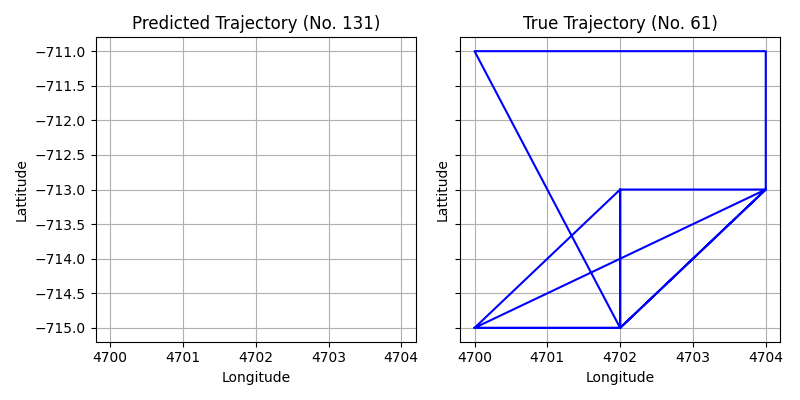 Predicted Trajectory (No. 131)
True Trajectory (No. 61)
−711.0
−711.5
−712.0
−712.5
−713.0
−713.5
−714.0
−714.5
−715.0
Lattitude
Lattitude
4700 4701 4702 4703 4704
4700 4701 4702 4703 4704
Longitude
Longitude